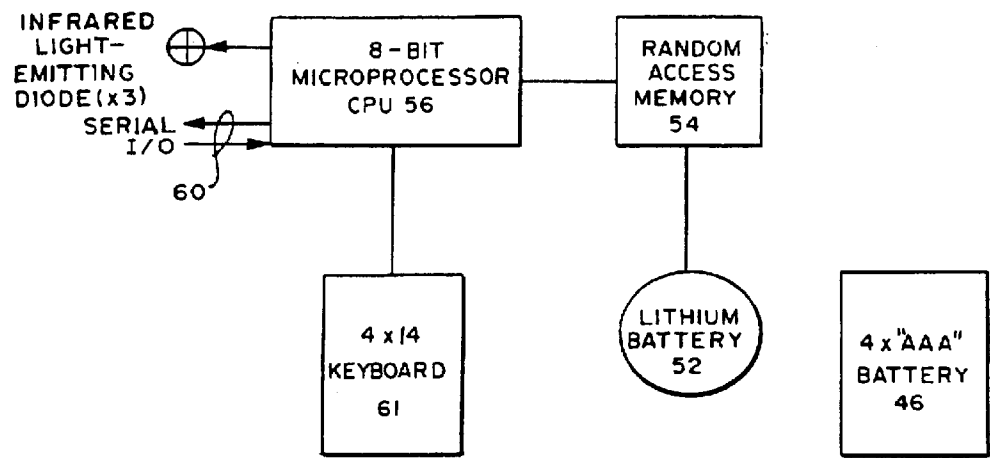 INFRARED
LIGHT-
EMITTING
DIODE(x3)
SERIAL
I/O
60
8-BIT
MICROPROCESSOR
CPU 56
RANDOM
ACCESS
MEMORY
54
4 x 14
KEYBOARD
61
LITHIUM
BATTERY
52
4 x "AAA"
BATTERY
46